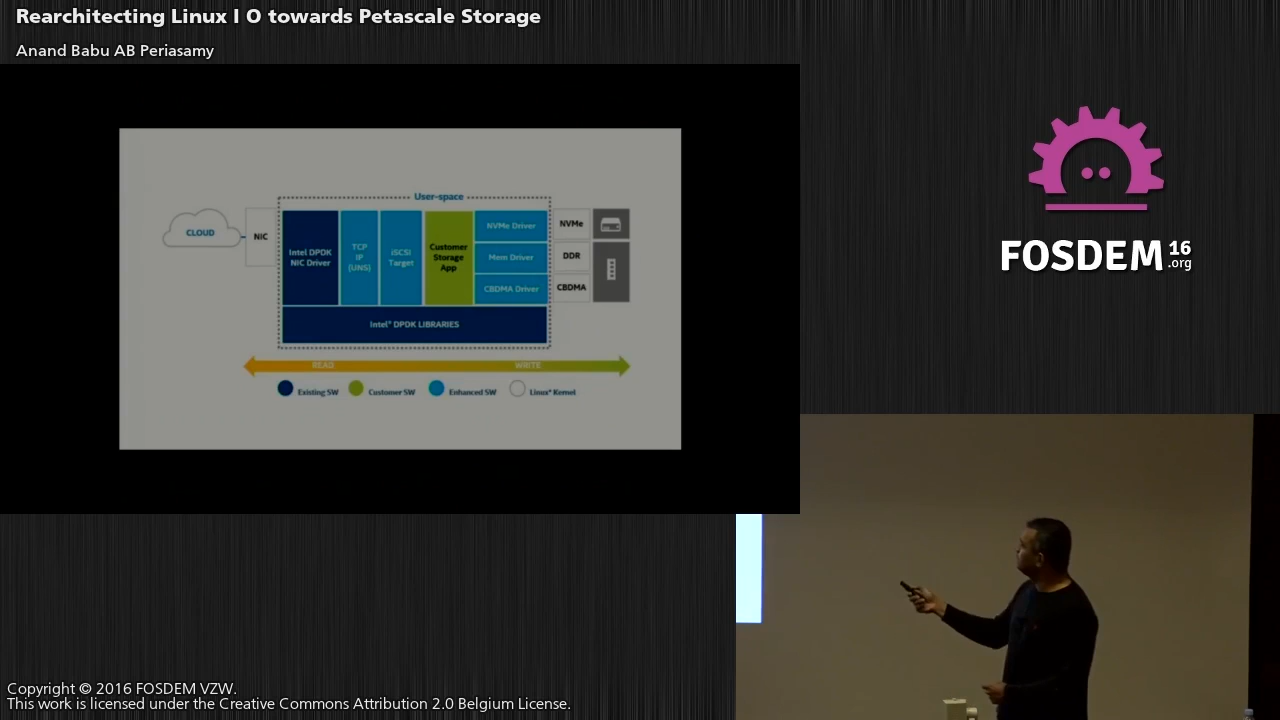 Rearchitecting Linux I O towards Petascale Storage
Anand Babu AB Periasamy
User-space
CLOUD
NIC
Intel DPDK
NIC Driver
TCP
IP
(UNS)
iSCSI
Target
Customer
Storage
App
NVMe Driver
Mem Driver
CBDMA Driver
NVMe
DDR
CBDMA
Intel® DPDK LIBRARIES
READ
WRITE
Existing SW
Customer SW
Enhanced SW
Linux* Kernel
FOSDEM 16
.org
Copyright © 2016 FOSDEM VZW.
This work is licensed under the Creative Commons Attribution 2.0 Belgium License.